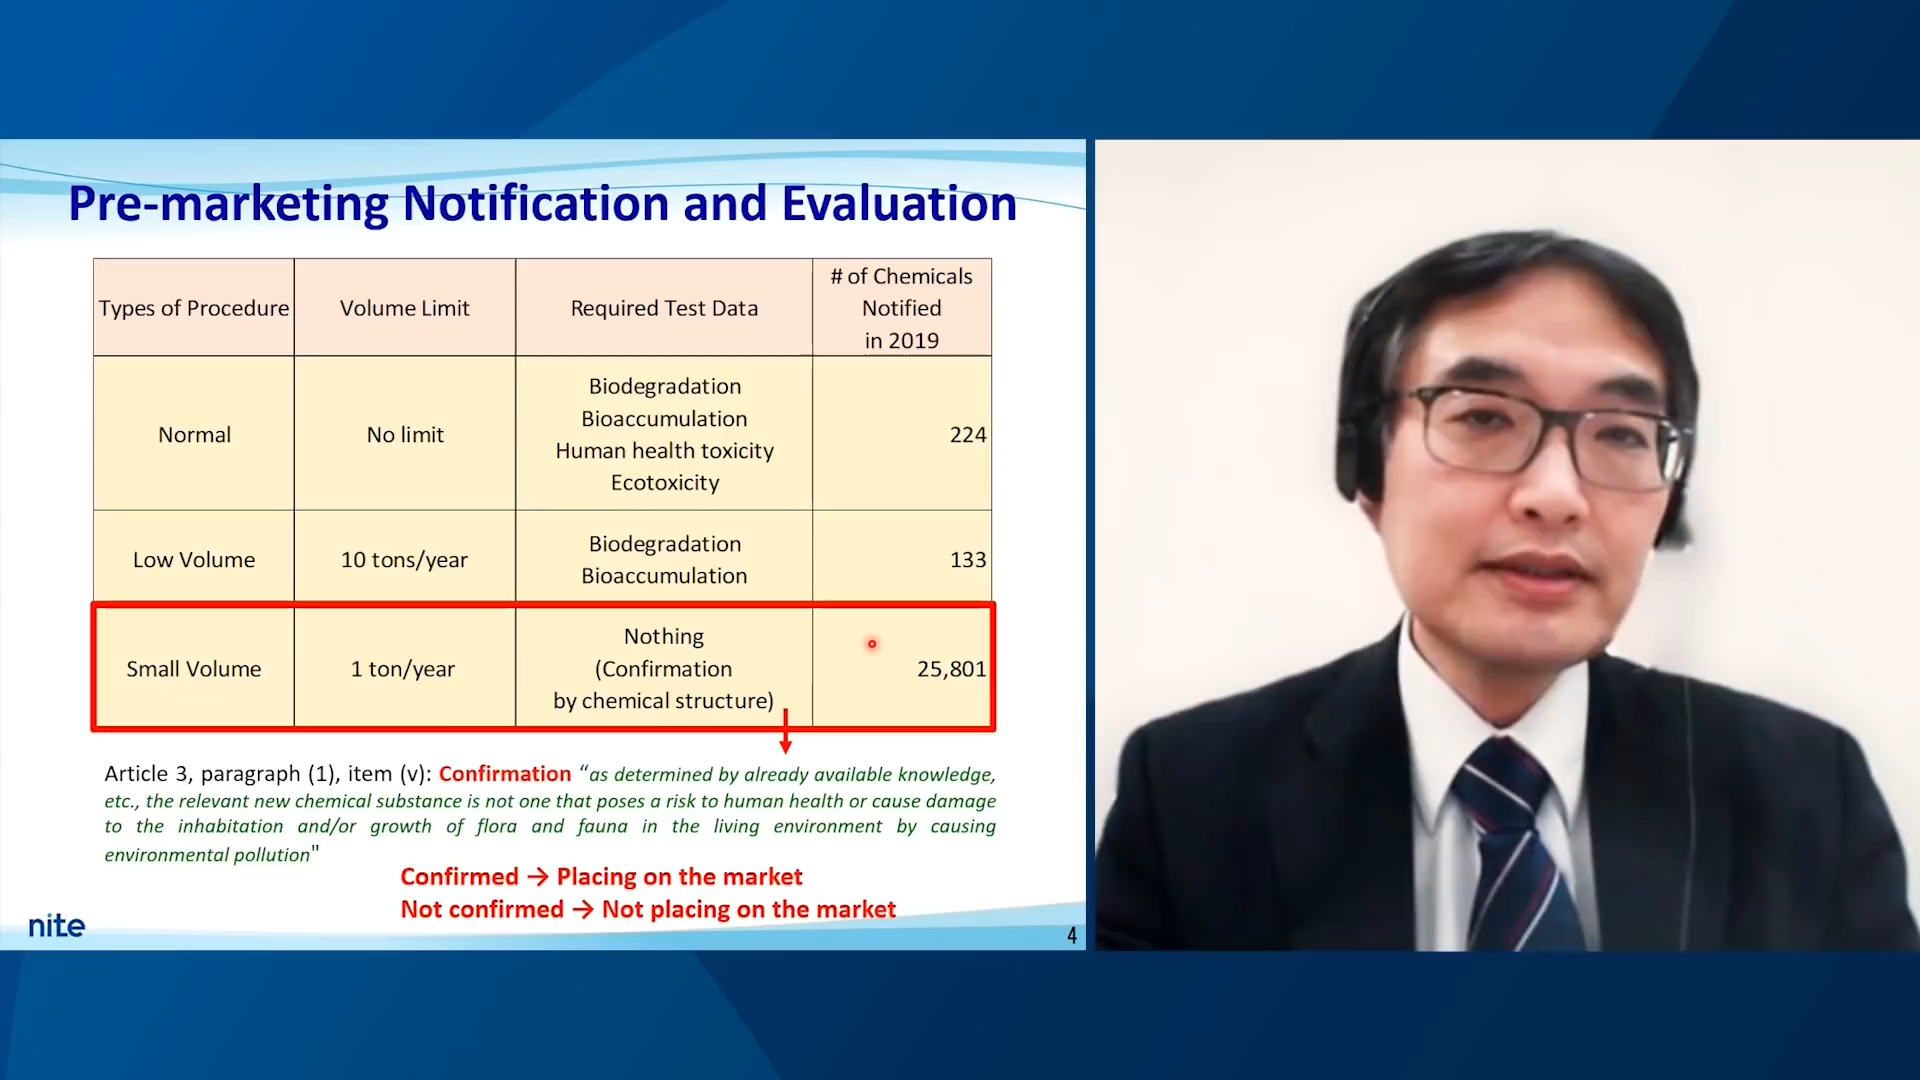 Pre-marketing Notification and Evaluation
Types of Procedure
Volume Limit
Required Test Data
# of Chemicals
Notified
in 2019
Normal
No limit
Biodegradation
Bioaccumulation
Human health toxicity
Ecotoxicity
224
Low Volume
10 tons/year
Biodegradation
Bioaccumulation
133
Small Volume
1 ton/year
Nothing
(Confirmation
by chemical structure)
25,801
Article 3, paragraph (1), item (v): Confirmation “as determined by already available knowledge,
etc., the relevant new chemical substance is not one that poses a risk to human health or cause damage
to the inhabitation and/or growth of flora and fauna in the living environment by causing
environmental pollution"
Confirmed → Placing on the market
Not confirmed → Not placing on the market
nite
4